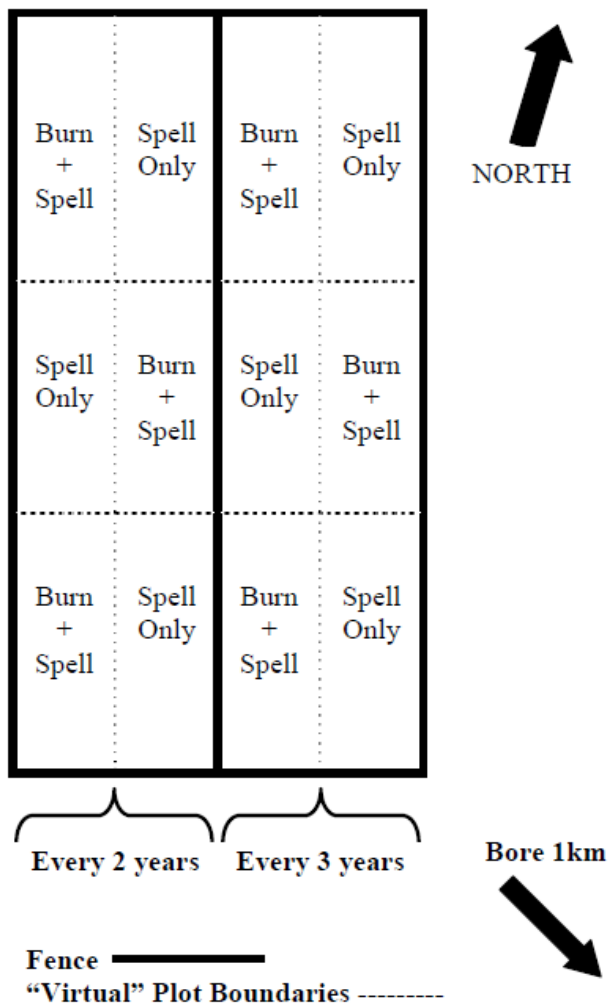 NORTH
Burn
+
Spell
Spell
Only
Burn
+
Spell
Spell
Only
Spell
Only
Burn
+
Spell
Spell
Only
Burn
+
Spell
Burn
+
Spell
Spell
Only
Burn
+
Spell
Spell
Only
Every 2 years
Every 3 years
Bore 1km
Fence
“Virtual” Plot Boundaries ---------